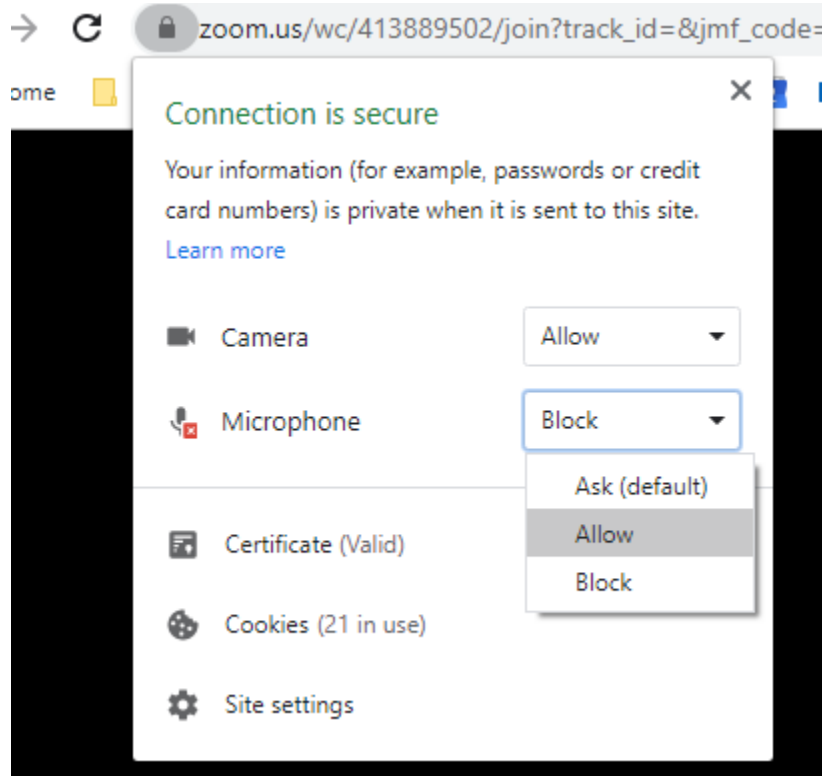 zoom.us/wc/413889502/join?track_id=&jmf_code=
ome
Connection is secure
Your information (for example, passwords or credit
card numbers) is private when it is sent to this site.
Learn more
Camera
Allow
Microphone
Block
Ask (default)
Allow
Block
Certificate (Valid)
Cookies (21 in use)
Site settings